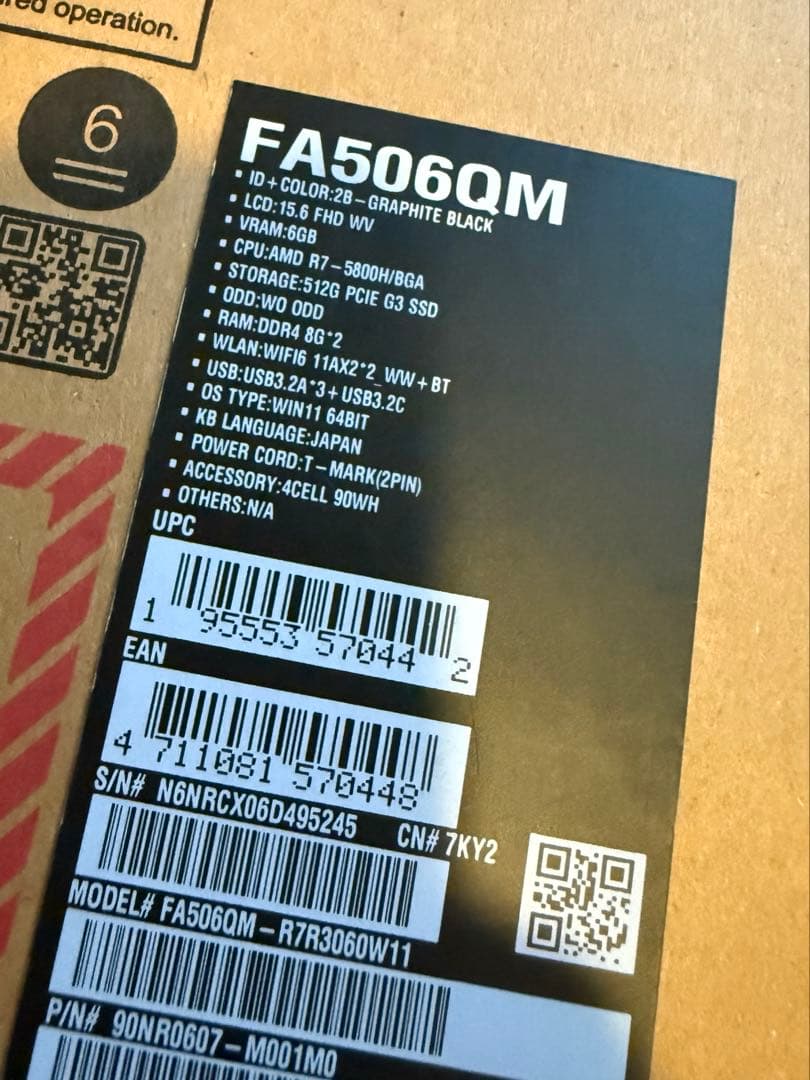 red operation.
6
FA506QM
▪ ID+COLOR:2B-GRAPHITE BLACK
▪ LCD:15.6 FHD WV
▪ VRAM:6GB
▪ CPU:AMD R7-5800H/BGA
▪ STORAGE:512G PCIE G3 SSD
▪ ODD:WO ODD
▪ RAM:DDR4 8G*2
▪ WLAN:WIFI6 11AX2*2_WW+BT
▪ USB:USB3.2A*3+USB3.2C
▪ OS TYPE:WIN11 64BIT
▪ KB LANGUAGE:JAPAN
▪ POWER CORD:T-MARK(2PIN)
▪ ACCESSORY:4CELL 90WH
▪ OTHERS:N/A
UPC
1 95553 57044 2
EAN
4 711081 570448
S/N# N6NRCX06D495245 CN# 7KY2
MODEL# FA506QM-R7R3060W11
P/N# 90NR0607-M001M0